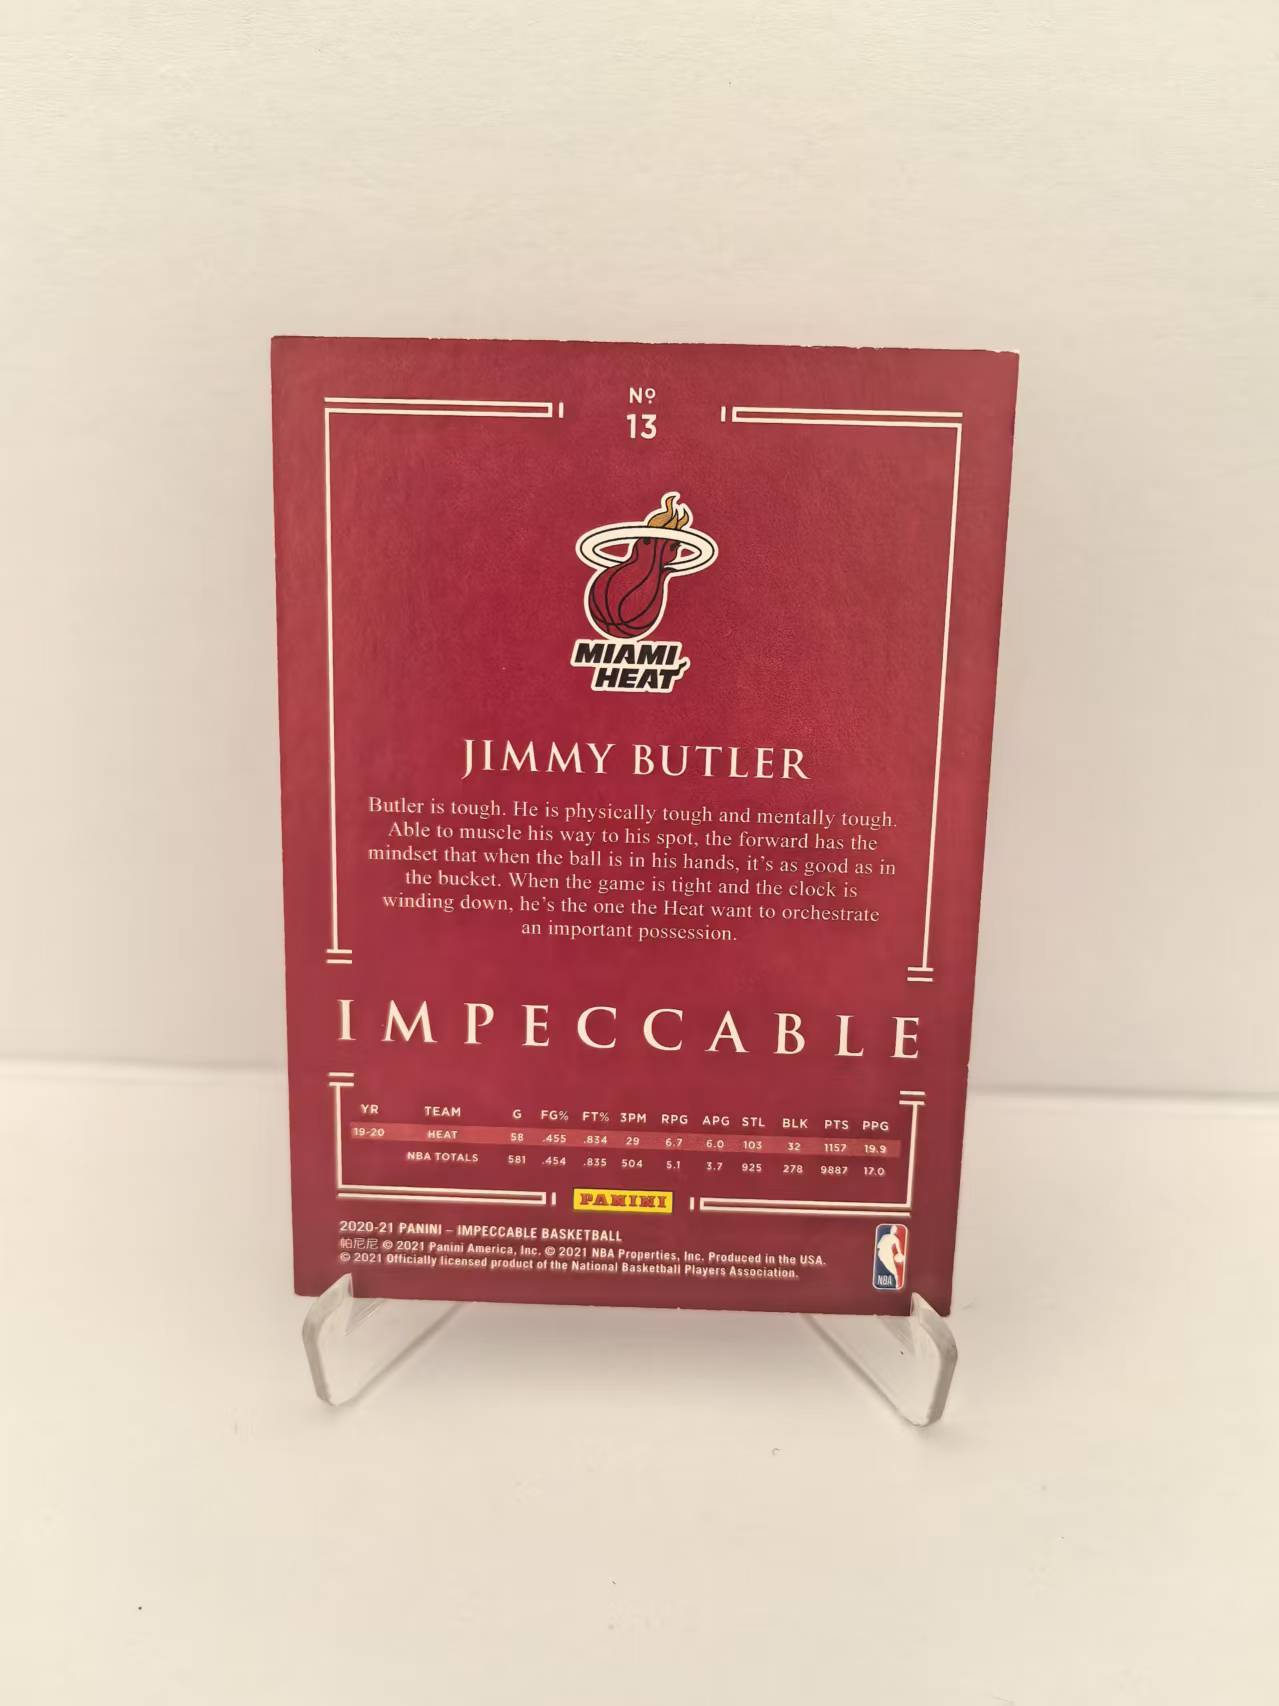 Nº
13
MIAMI
HEAT
JIMMY BUTLER
Butler is tough. He is physically tough and mentally tough.
Able to muscle his way to his spot, the forward has the
mindset that when the ball is in his hands, it's as good as in
the bucket. When the game is tight and the clock is
winding down, he's the one the Heat want to orchestrate
an important possession.
IMPECCABLE
YR TEAM G FG% FT% 3PM RPG APG STL BLK PTS PPG
19-20 HEAT 58 .455 .834 29 6.7 6.0 103 32 1157 19.9
NBA TOTALS 581 .454 .835 504 5.1 3.7 925 278 9887 17.0
PANINI
2020-21 PANINI – IMPECCABLE BASKETBALL
帕尼尼 © 2021 Panini America, Inc. © 2021 NBA Properties, Inc. Produced in the USA.
© 2021 Officially licensed product of the National Basketball Players Association.
NBA